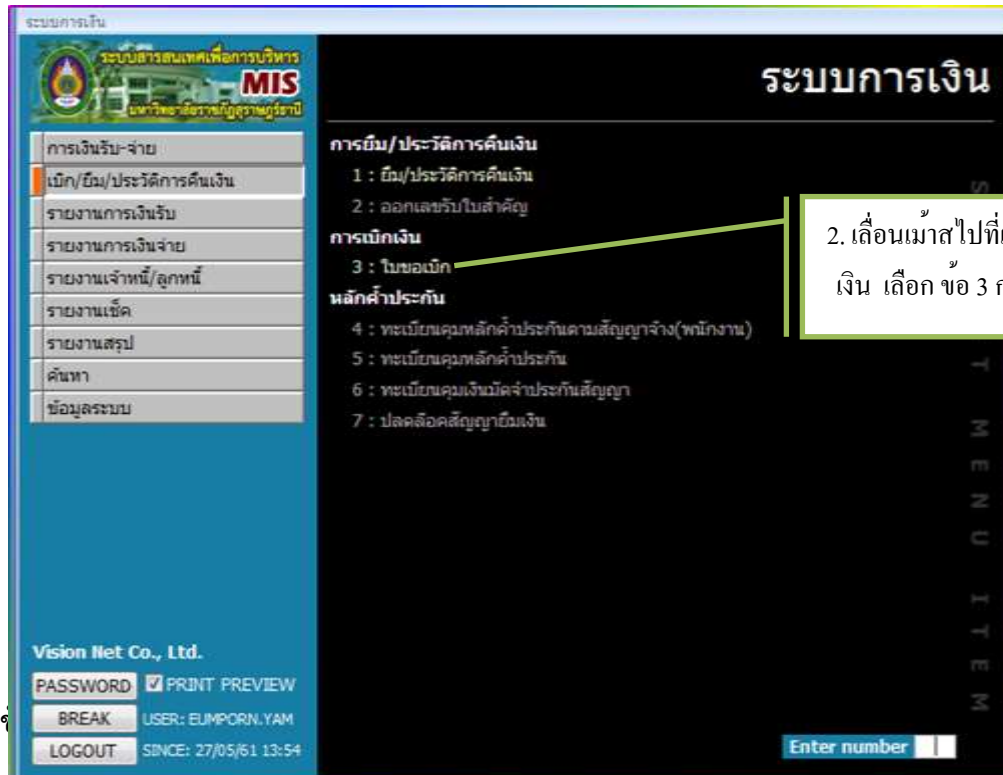 ระบบการเงิน
ระบบสารสนเทศเพื่อการบริหาร
MIS
มหาวิทยาลัยราชภัฏสุราษฎร์ธานี
ระบบการเงิน
การเงินรับ-จ่าย
เบิก/ยืม/ประวัติการคืนเงิน
รายงานการเงินรับ
รายงานการเงินจ่าย
รายงานเจ้าหนี้/ลูกหนี้
รายงานเช็ค
รายงานสรุป
ค้นหา
ข้อมูลระบบ
การยืม/ประวัติการคืนเงิน
1 : ยืม/ประวัติการคืนเงิน
2 : ออกเลขรับใบสำคัญ
การเบิกเงิน
3 : ใบขอเบิก
หลักค้ำประกัน
4 : ทะเบียนคุมหลักค้ำประกันตามสัญญาจ้าง(พนักงาน)
5 : ทะเบียนคุมหลักค้ำประกัน
6 : ทะเบียนคุมเงินมัดจำประกันสัญญา
7 : ปลดล๊อคสัญญายืมเงิน
2. เลื่อนเม้าส์ไปที่
เงิน เลือก ข้อ 3
MENU ITEM
Vision Net Co., Ltd.
PASSWORD PRINT PREVIEW
BREAK USER: EUMPORN.YAM
LOGOUT SINCE: 27/05/61 13:54
Enter number